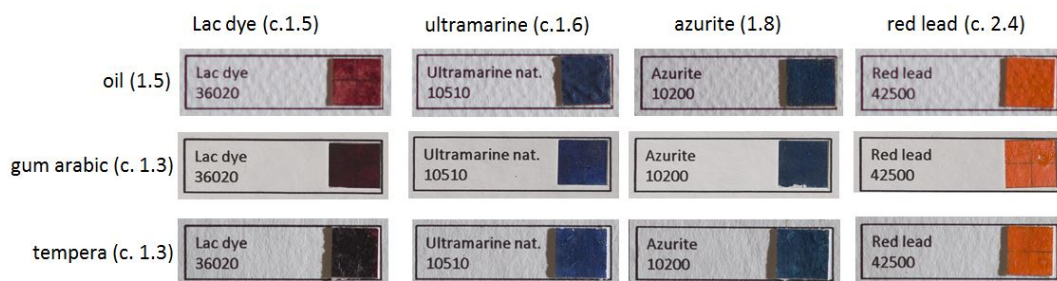 Lac dye (c.1.5) ultramarine (c.1.6) azurite (1.8) red lead (c. 2.4)
oil (1.5)
Lac dye
36020
Ultramarine nat.
10510
Azurite
10200
Red lead
42500
gum arabic (c. 1.3)
Lac dye
36020
Ultramarine nat.
10510
Azurite
10200
Red lead
42500
tempera (c. 1.3)
Lac dye
36020
Ultramarine nat.
10510
Azurite
10200
Red lead
42500